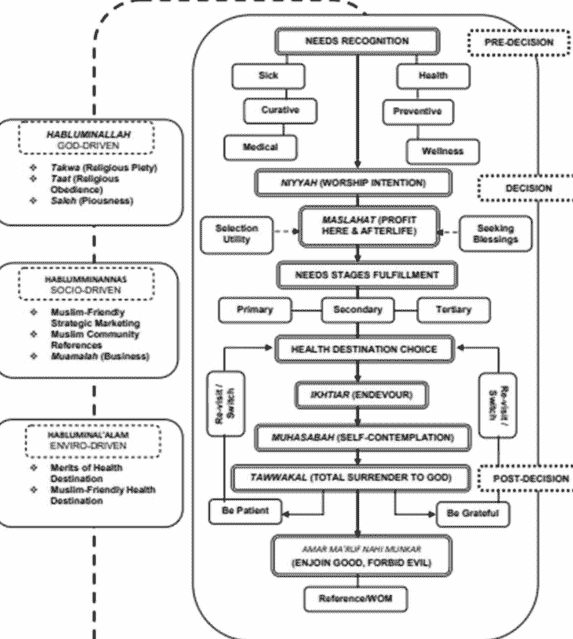 NEEDS RECOGNITION
PRE-DECISION
Sick
Health
Curative
Preventive
Medical
Wellness
HABLUMINALLAH
GOD-DRIVEN
❖ Takwa (Religious Piety)
❖ Taat (Religious
Obedience)
❖ Saleh (Piousness)
NIYYAH (WORSHIP INTENTION)
DECISION
MASLAHAT (PROFIT
HERE & AFTERLIFE)
Selection
Utility
Seeking
Blessings
NEEDS STAGES FULFILLMENT
HABLUMMINANNAS
SOCIO-DRIVEN
❖ Muslim-Friendly
Strategic Marketing
❖ Muslim Community
References
❖ Muamalah (Business)
Primary
Secondary
Tertiary
HEALTH DESTINATION CHOICE
Re-visit /
Switch
Re-visit /
Switch
IKHTIAR (ENDEVOUR)
HABLUMINAL'ALAM
ENVIRO-DRIVEN
❖ Merits of Health
Destination
❖ Muslim-Friendly Health
Destination
MUHASABAH (SELF-CONTEMPLATION)
TAWWAKAL (TOTAL SURRENDER TO GOD)
POST-DECISION
Be Patient
Be Grateful
AMAR MA'RUF NAHI MUNKAR
(ENJOIN GOOD, FORBID EVIL)
Reference/WOM